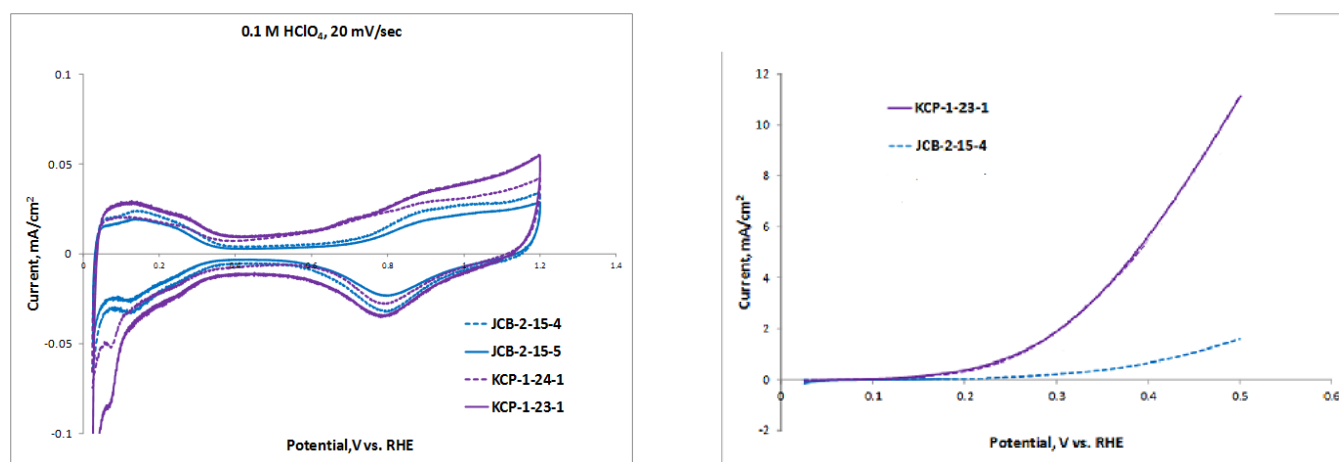 0.1 M HClO₄, 20 mV/sec
0.1
0.05
0
-0.05
-0.1
0
0.2
0.6
0.8
1
1.2
1.4
Current, mA/cm²
Potential,V vs. RHE
JCB-2-15-4
JCB-2-15-5
KCP-1-24-1
KCP-1-23-1
12
10
8
6
4
2
0
-2
0
0.1
0.2
0.3
0.4
0.5
0.6
Current, mA/cm²
Potential, V vs. RHE
KCP-1-23-1
JCB-2-15-4